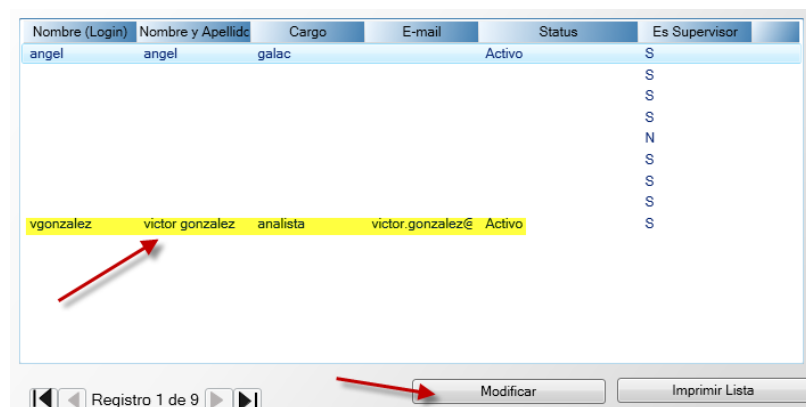 Nombre (Login) Nombre y Apellido Cargo E-mail Status Es Supervisor
angel angel galac Activo S
S
S
S
N
S
S
S
vgonzalez victor gonzalez analista victor.gonzalez@ Activo S
Registro 1 de 9 Modificar Imprimir Lista